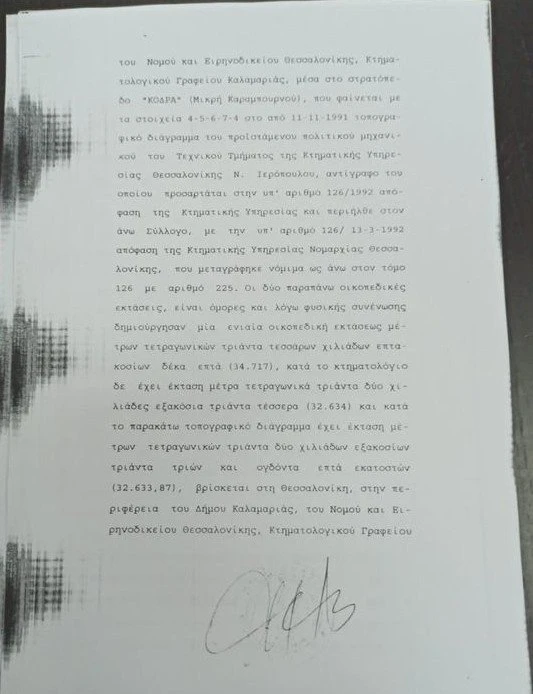 του Νομού και Ειρηνοδικείου Θεσσαλονίκης, Κτημα-
τολογικού Γραφείου Καλαμαριάς, μέσα στο στρατόπε-
δο "ΚΟΔΡΑ" (Μικρή Καραμπουρνού), που φαίνεται με
τα στοιχεία 4-5-6-7-4 στο από 11-11-1991 τοπογρα-
φικό διάγραμμα του προϊστάμενου πολιτικού μηχανι-
κού του Τεχνικού Τμήματος της Κτηματικής Υπηρε-
σίας Θεσσαλονίκης Ν. Ιερόπουλου, αντίγραφο του
οποίου προσαρτάται στην υπ' αριθμό 126/1992 από-
φαση της Κτηματικής Υπηρεσίας και περιήλθε στον
άνω Σύλλογο, με την υπ' αριθμό 126/ 13-3-1992
απόφαση της Κτηματικής Υπηρεσίας Νομαρχίας Θεσσα-
λονίκης, που μεταγράφηκε νόμιμα ως άνω στον τόμο
126 με αριθμό 225. Οι δύο παραπάνω οικοπεδικές
εκτάσεις, είναι όμορες και λόγω φυσικής συνένωσης
δημιούργησαν μία ενιαία οικοπεδική εκτάσεως μέ-
τρων τετραγωνικών τριάντα τεσσάρων χιλιάδων επτα-
κοσίων δέκα επτά (34.717), κατά το κτηματολόγιο
δε έχει έκταση μέτρα τετραγωνικά τριάντα δύο χι-
λιάδες εξακόσια τριάντα τέσσερα (32.634) και κατά
το παρακάτω τοπογραφικό διάγραμμα έχει έκταση μέ-
τρων τετραγωνικών τριάντα δύο χιλιάδων εξακοσίων
τριάντα τριών και ογδόντα επτά εκατοστών
(32.633,87), βρίσκεται στη Θεσσαλονίκη, στην πε-
ριφέρεια του Δήμου Καλαμαριάς, του Νομού και Ει-
ρηνοδικείου Θεσσαλονίκης, Κτηματολογικού Γραφείου